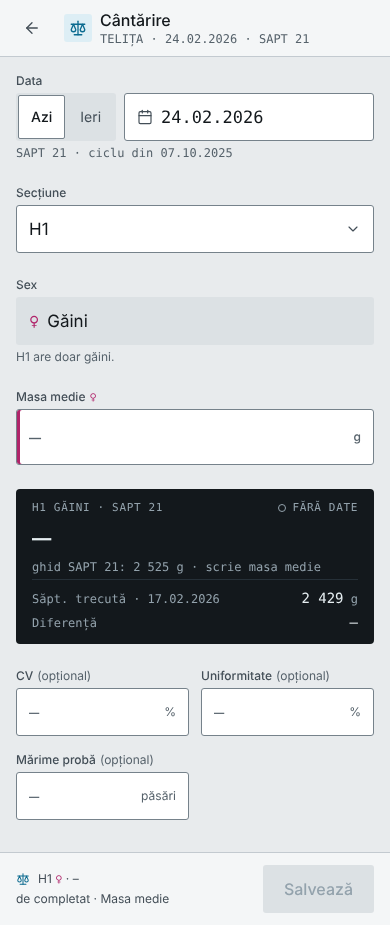 Cântărire
TELIȚA · 24.02.2026 · SAPT 21
Data
Azi Ieri 24.02.2026
SAPT 21 · ciclu din 07.10.2025
Secțiune
H1
Sex
♀ Găini
H1 are doar găini.
Masa medie ♀
— g
H1 GĂINI · SAPT 21 ○ FĂRĂ DATE
—
ghid SAPT 21: 2 525 g · scrie masa medie
Săpt. trecută · 17.02.2026 2 429 g
Diferență —
CV (opțional) Uniformitate (opțional)
— % — %
Mărime probă (opțional)
— păsări
H1 ♀ · –
de completat · Masa medie
Salvează